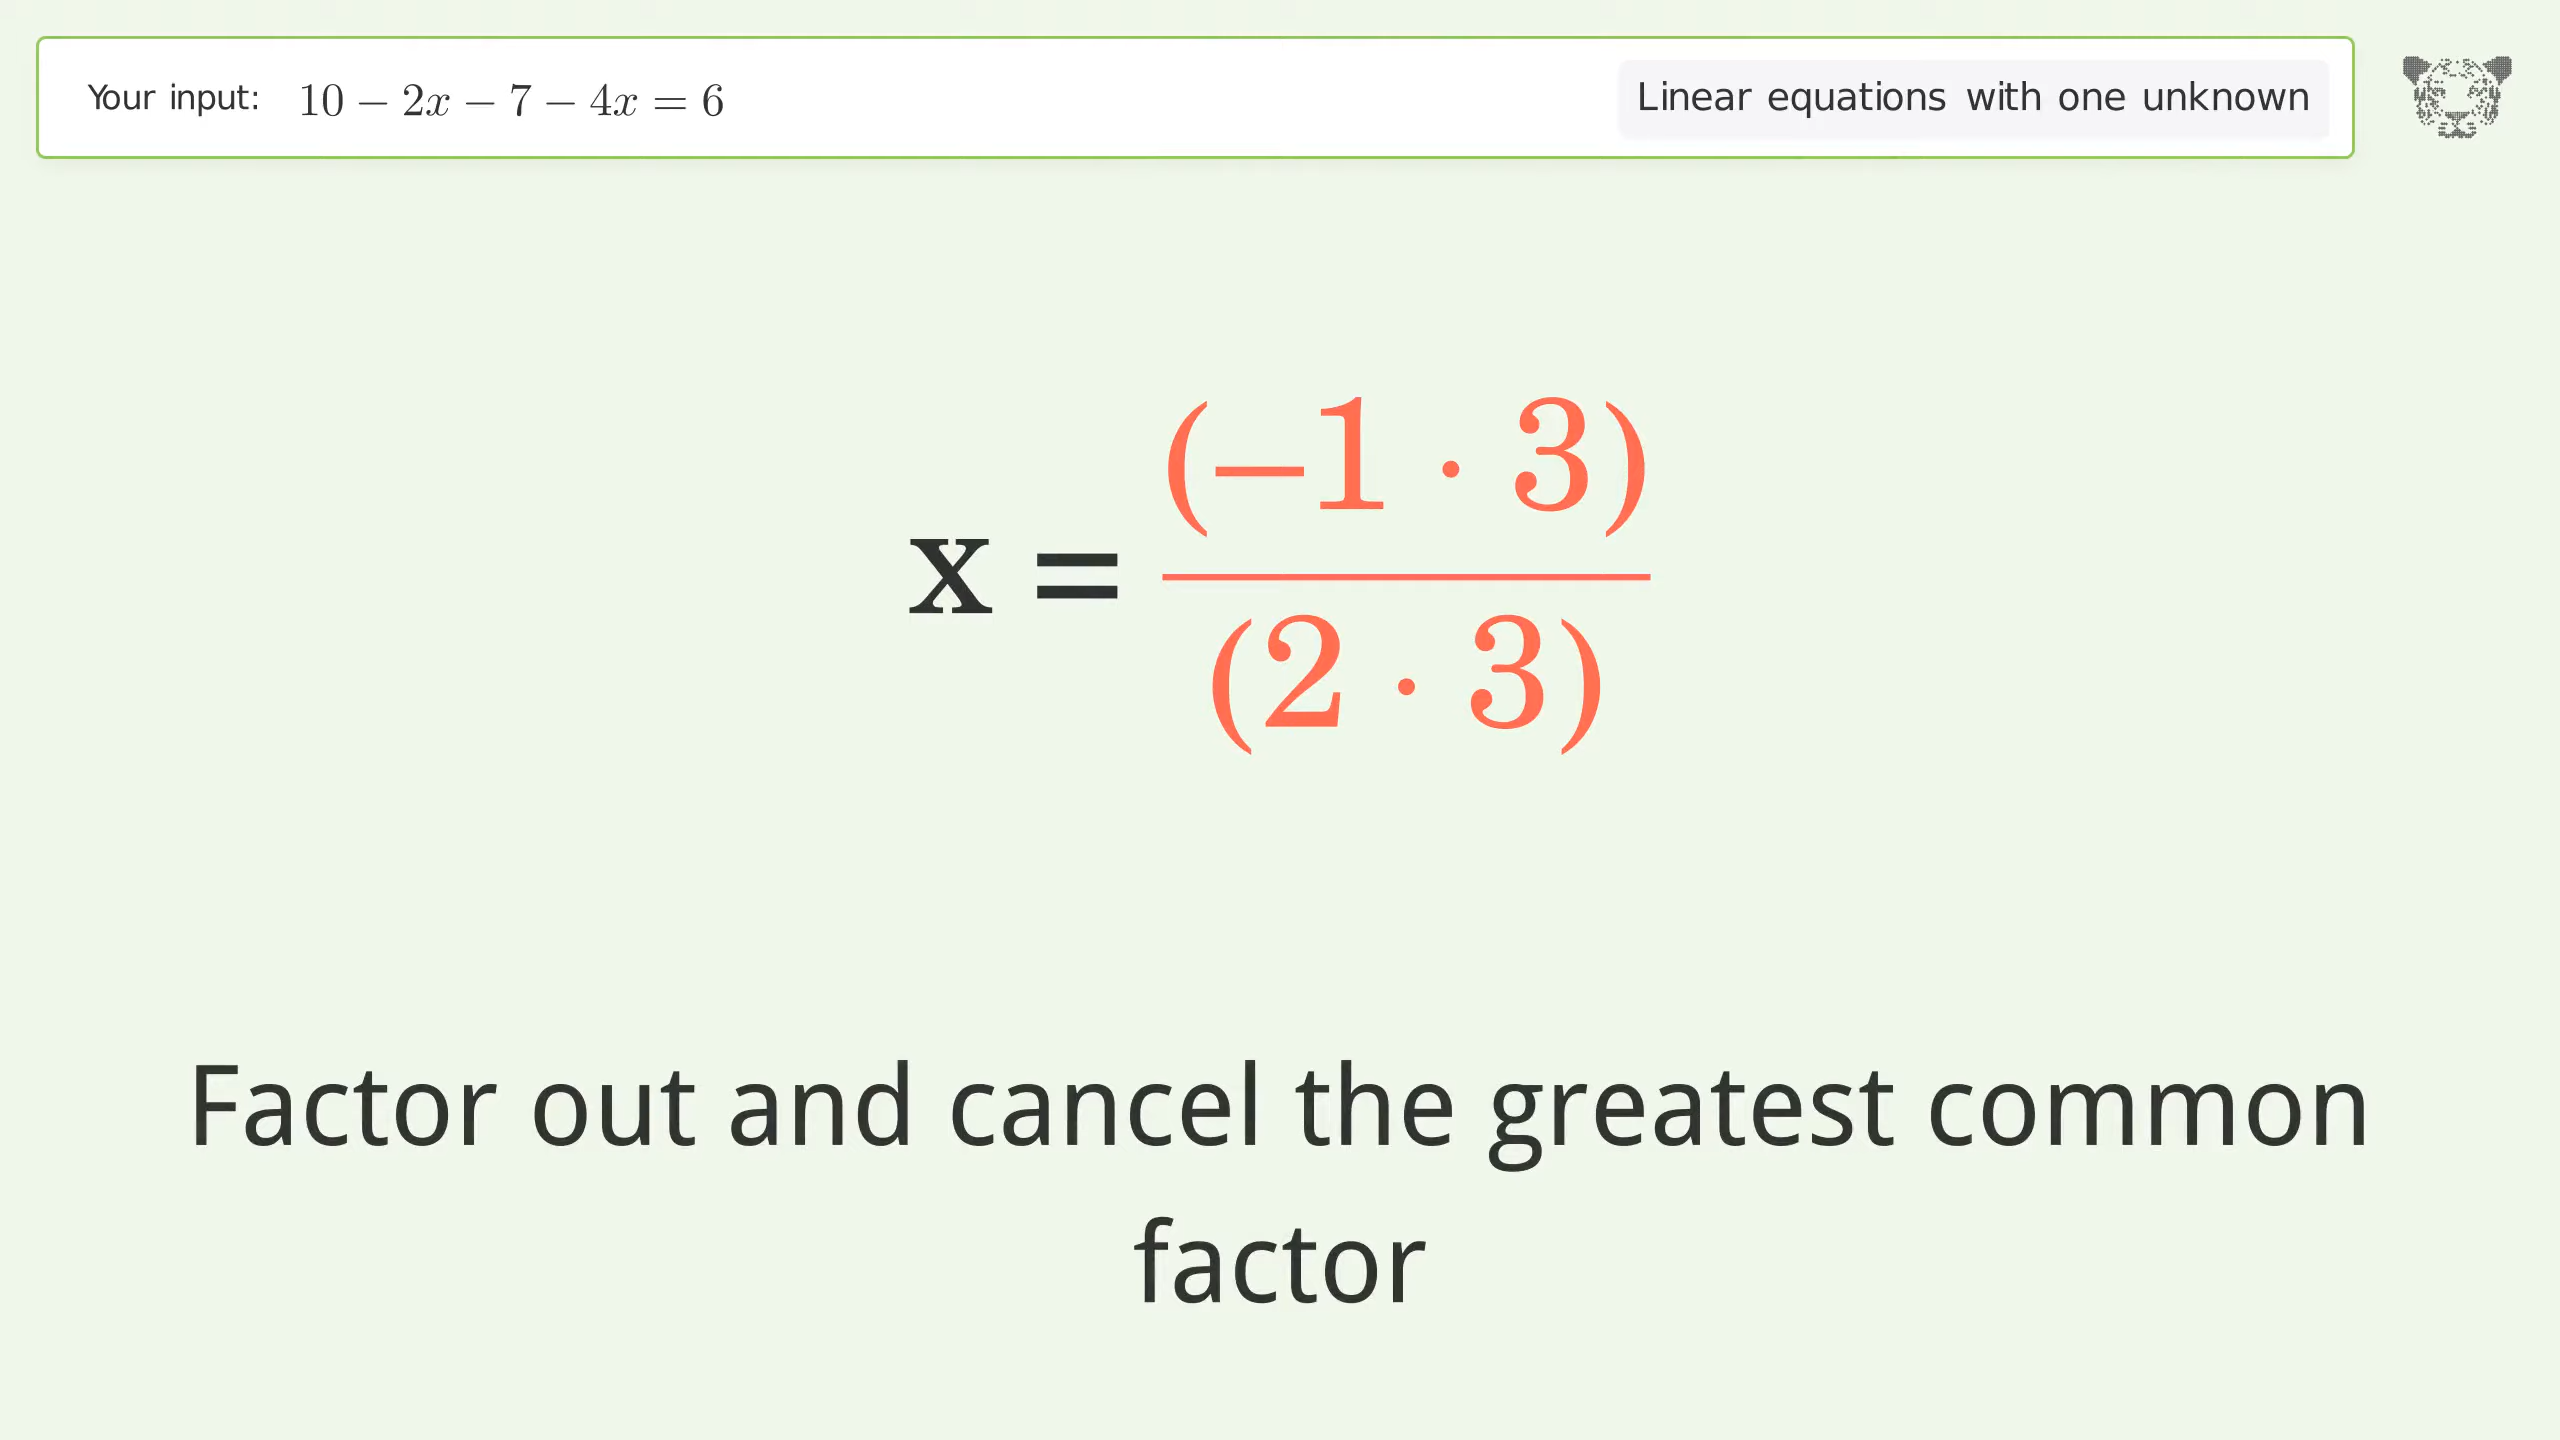 Your input: 10 − 2x − 7 − 4x = 6
Linear equations with one unknown
x = (−1 · 3) / (2 · 3)
Factor out and cancel the greatest common
factor